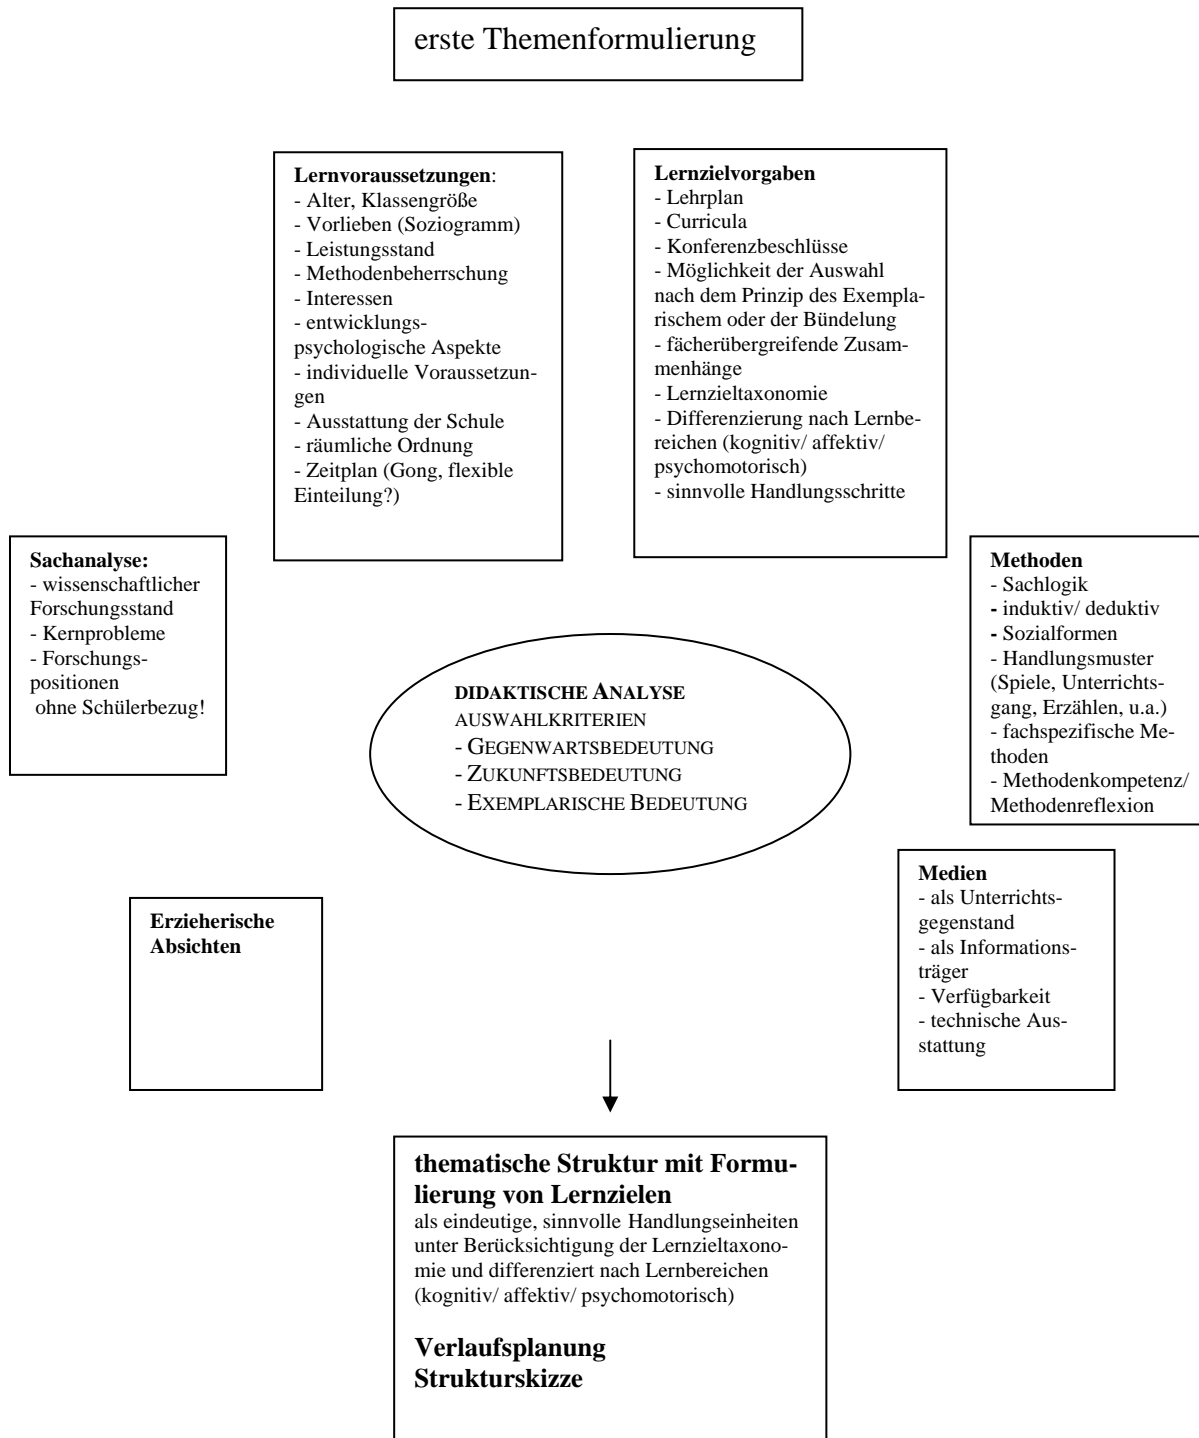 erste Themenformulierung
Lernvoraussetzungen:
- Alter, Klassengröße
- Vorlieben (Soziogramm)
- Leistungsstand
- Methodenbeherrschung
- Interessen
- entwicklungs-
psychologische Aspekte
- individuelle Voraussetzun-
gen
- Ausstattung der Schule
- räumliche Ordnung
- Zeitplan (Gong, flexible
Einteilung?)
Lernzielvorgaben
- Lehrplan
- Curricula
- Konferenzbeschlüsse
- Möglichkeit der Auswahl
nach dem Prinzip des Exempla-
rischem oder der Bündelung
- fächerübergreifende Zusam-
menhänge
- Lernzieltaxonomie
- Differenzierung nach Lernbe-
reichen (kognitiv/ affektiv/
psychomotorisch)
- sinnvolle Handlungsschritte
Sachanalyse:
- wissenschaftlicher
Forschungsstand
- Kernprobleme
- Forschungs-
positionen
ohne Schülerbezug!
Methoden
- Sachlogik
- induktiv/ deduktiv
- Sozialformen
- Handlungsmuster
(Spiele, Unterrichts-
gang, Erzählen, u.a.)
- fachspezifische Me-
thoden
- Methodenkompetenz/
Methodenreflexion
DIDAKTISCHE ANALYSE
AUSWAHLKRITERIEN
- GEGENWARTSBEDEUTUNG
- ZUKUNFTSBEDEUTUNG
- EXEMPLARISCHE BEDEUTUNG
Medien
- als Unterrichts-
gegenstand
- als Informations-
träger
- Verfügbarkeit
- technische Aus-
stattung
Erzieherische
Absichten
thematische Struktur mit Formu-
lierung von Lernzielen
als eindeutige, sinnvolle Handlungseinheiten
unter Berücksichtigung der Lernzieltaxono-
mie und differenziert nach Lernbereichen
(kognitiv/ affektiv/ psychomotorisch)
Verlaufsplanung
Strukturskizze